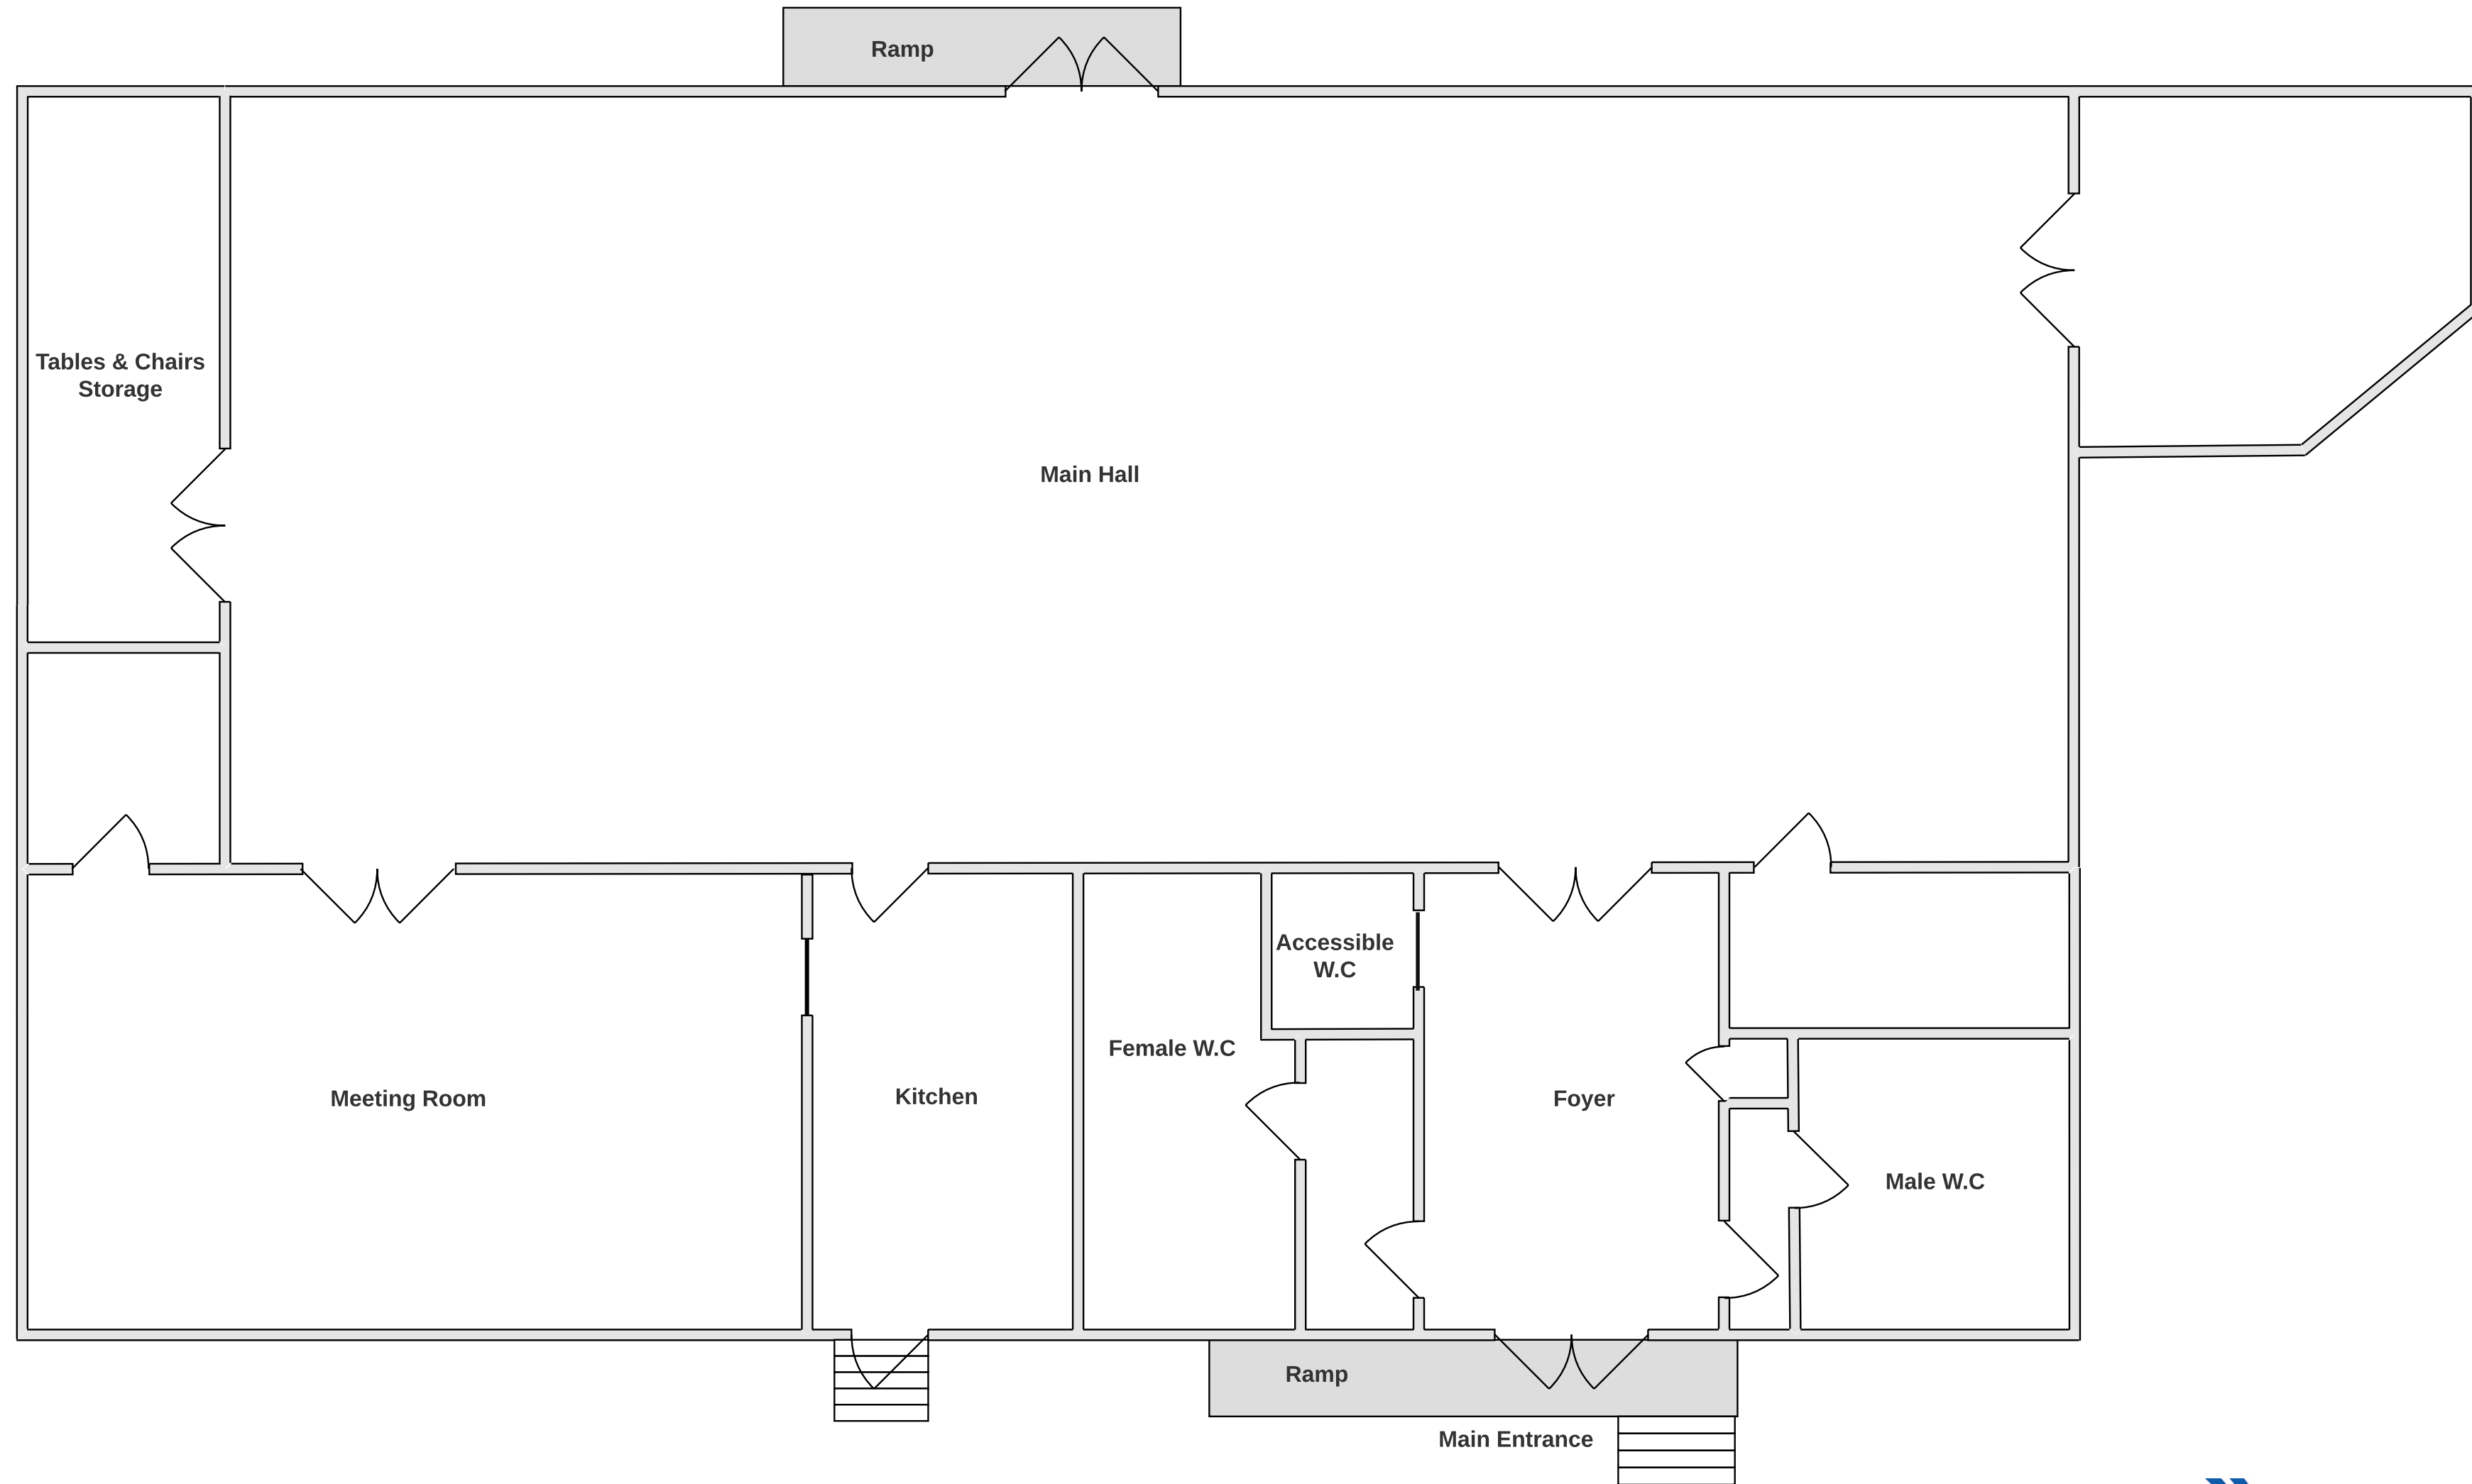 Ramp
Tables & Chairs
Storage
Main Hall
Accessible
W.C
Female W.C
Meeting Room
Kitchen
Foyer
Male W.C
Ramp
Main Entrance